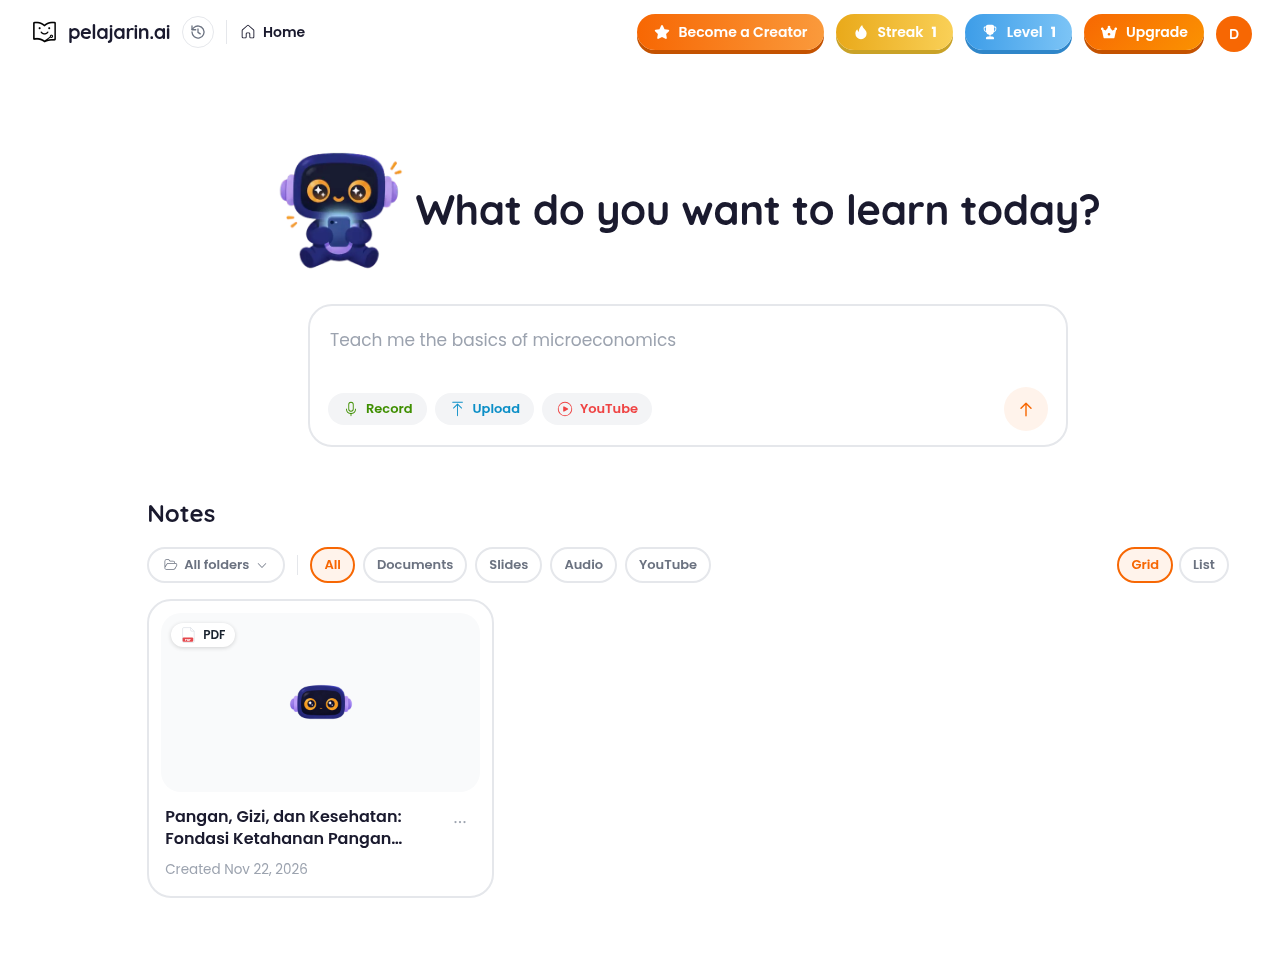 pelajarin.ai
Home
Become a Creator
Streak 1
Level 1
Upgrade
D
What do you want to learn today?
Teach me the basics of microeconomics
Record
Upload
YouTube
Notes
All folders
All
Documents
Slides
Audio
YouTube
Grid
List
PDF
Pangan, Gizi, dan Kesehatan:
Fondasi Ketahanan Pangan...
Created Nov 22, 2026